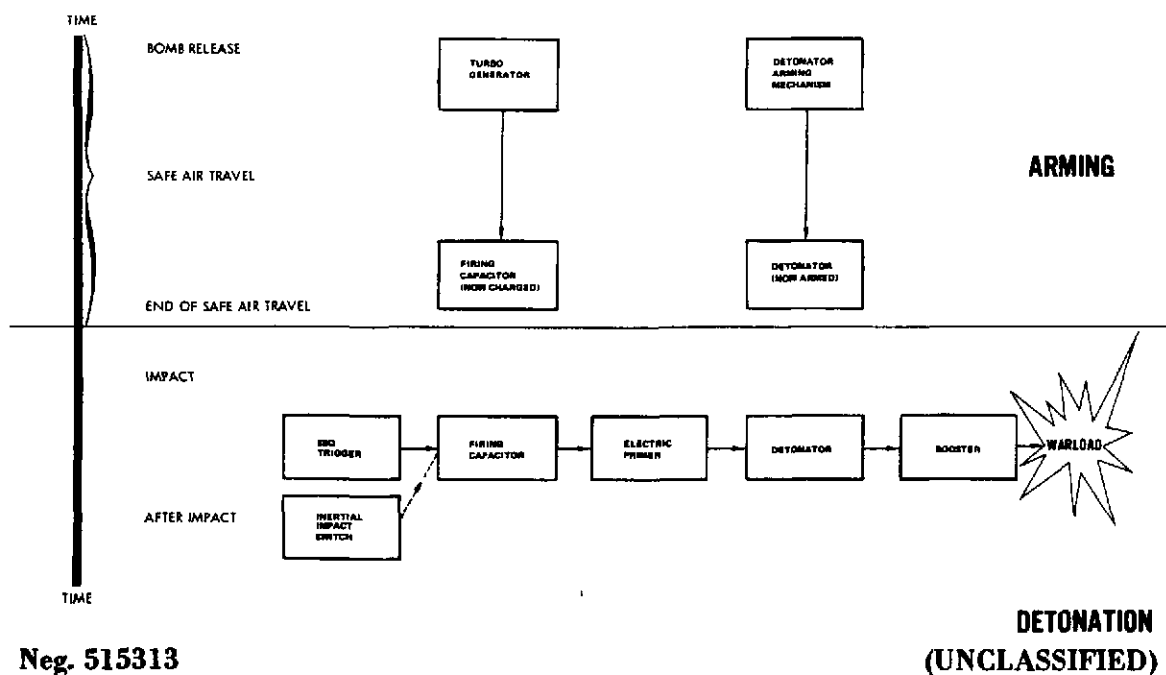 TIME
BOMB RELEASE
TURBO
GENERATOR
DETONATOR
ARMING
MECHANISM
SAFE AIR TRAVEL
ARMING
FIRING
CAPACITOR
(NOW CHARGED)
DETONATOR
(NOW ARMED)
END OF SAFE AIR TRAVEL
IMPACT
TRIGGER
FIRING
CAPACITOR
ELECTRIC
PRIMER
DETONATOR
BOOSTER
WARLOAD
AFTER IMPACT
INERTIAL
IMPACT
SWITCH
TIME
DETONATION
Neg. 515313
(UNCLASSIFIED)